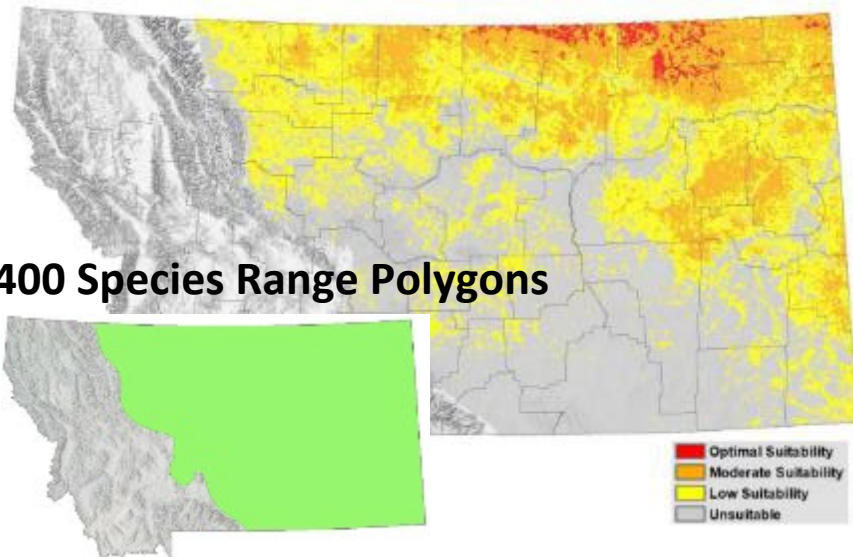 400 Species Range Polygons
Optimal Suitability
Moderate Suitability
Low Suitability
Unsuitable